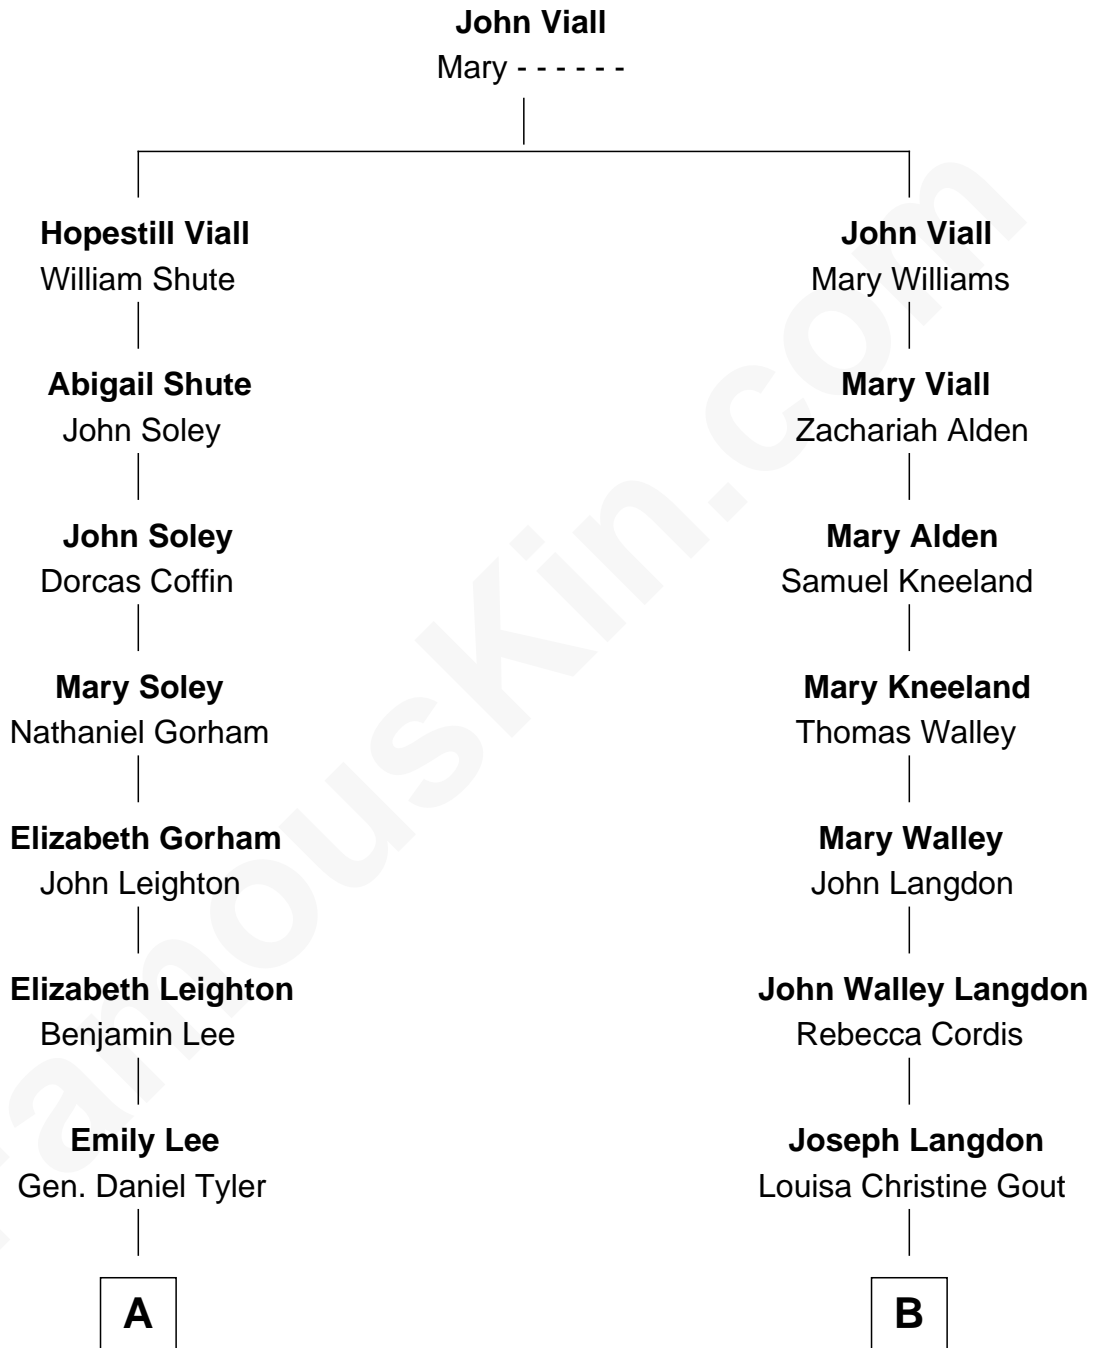 John Viall
Mary - - - - - -
Hopestill Viall
William Shute
John Viall
Mary Williams
Abigail Shute
John Soley
Mary Viall
Zachariah Alden
John Soley
Dorcas Coffin
Mary Alden
Samuel Kneeland
Mary Soley
Nathaniel Gorham
Mary Kneeland
Thomas Walley
Elizabeth Gorham
John Leighton
Mary Walley
John Langdon
Elizabeth Leighton
Benjamin Lee
John Walley Langdon
Rebecca Cordis
Emily Lee
Gen. Daniel Tyler
Joseph Langdon
Louisa Christine Gout
A
B
FamousKin.com